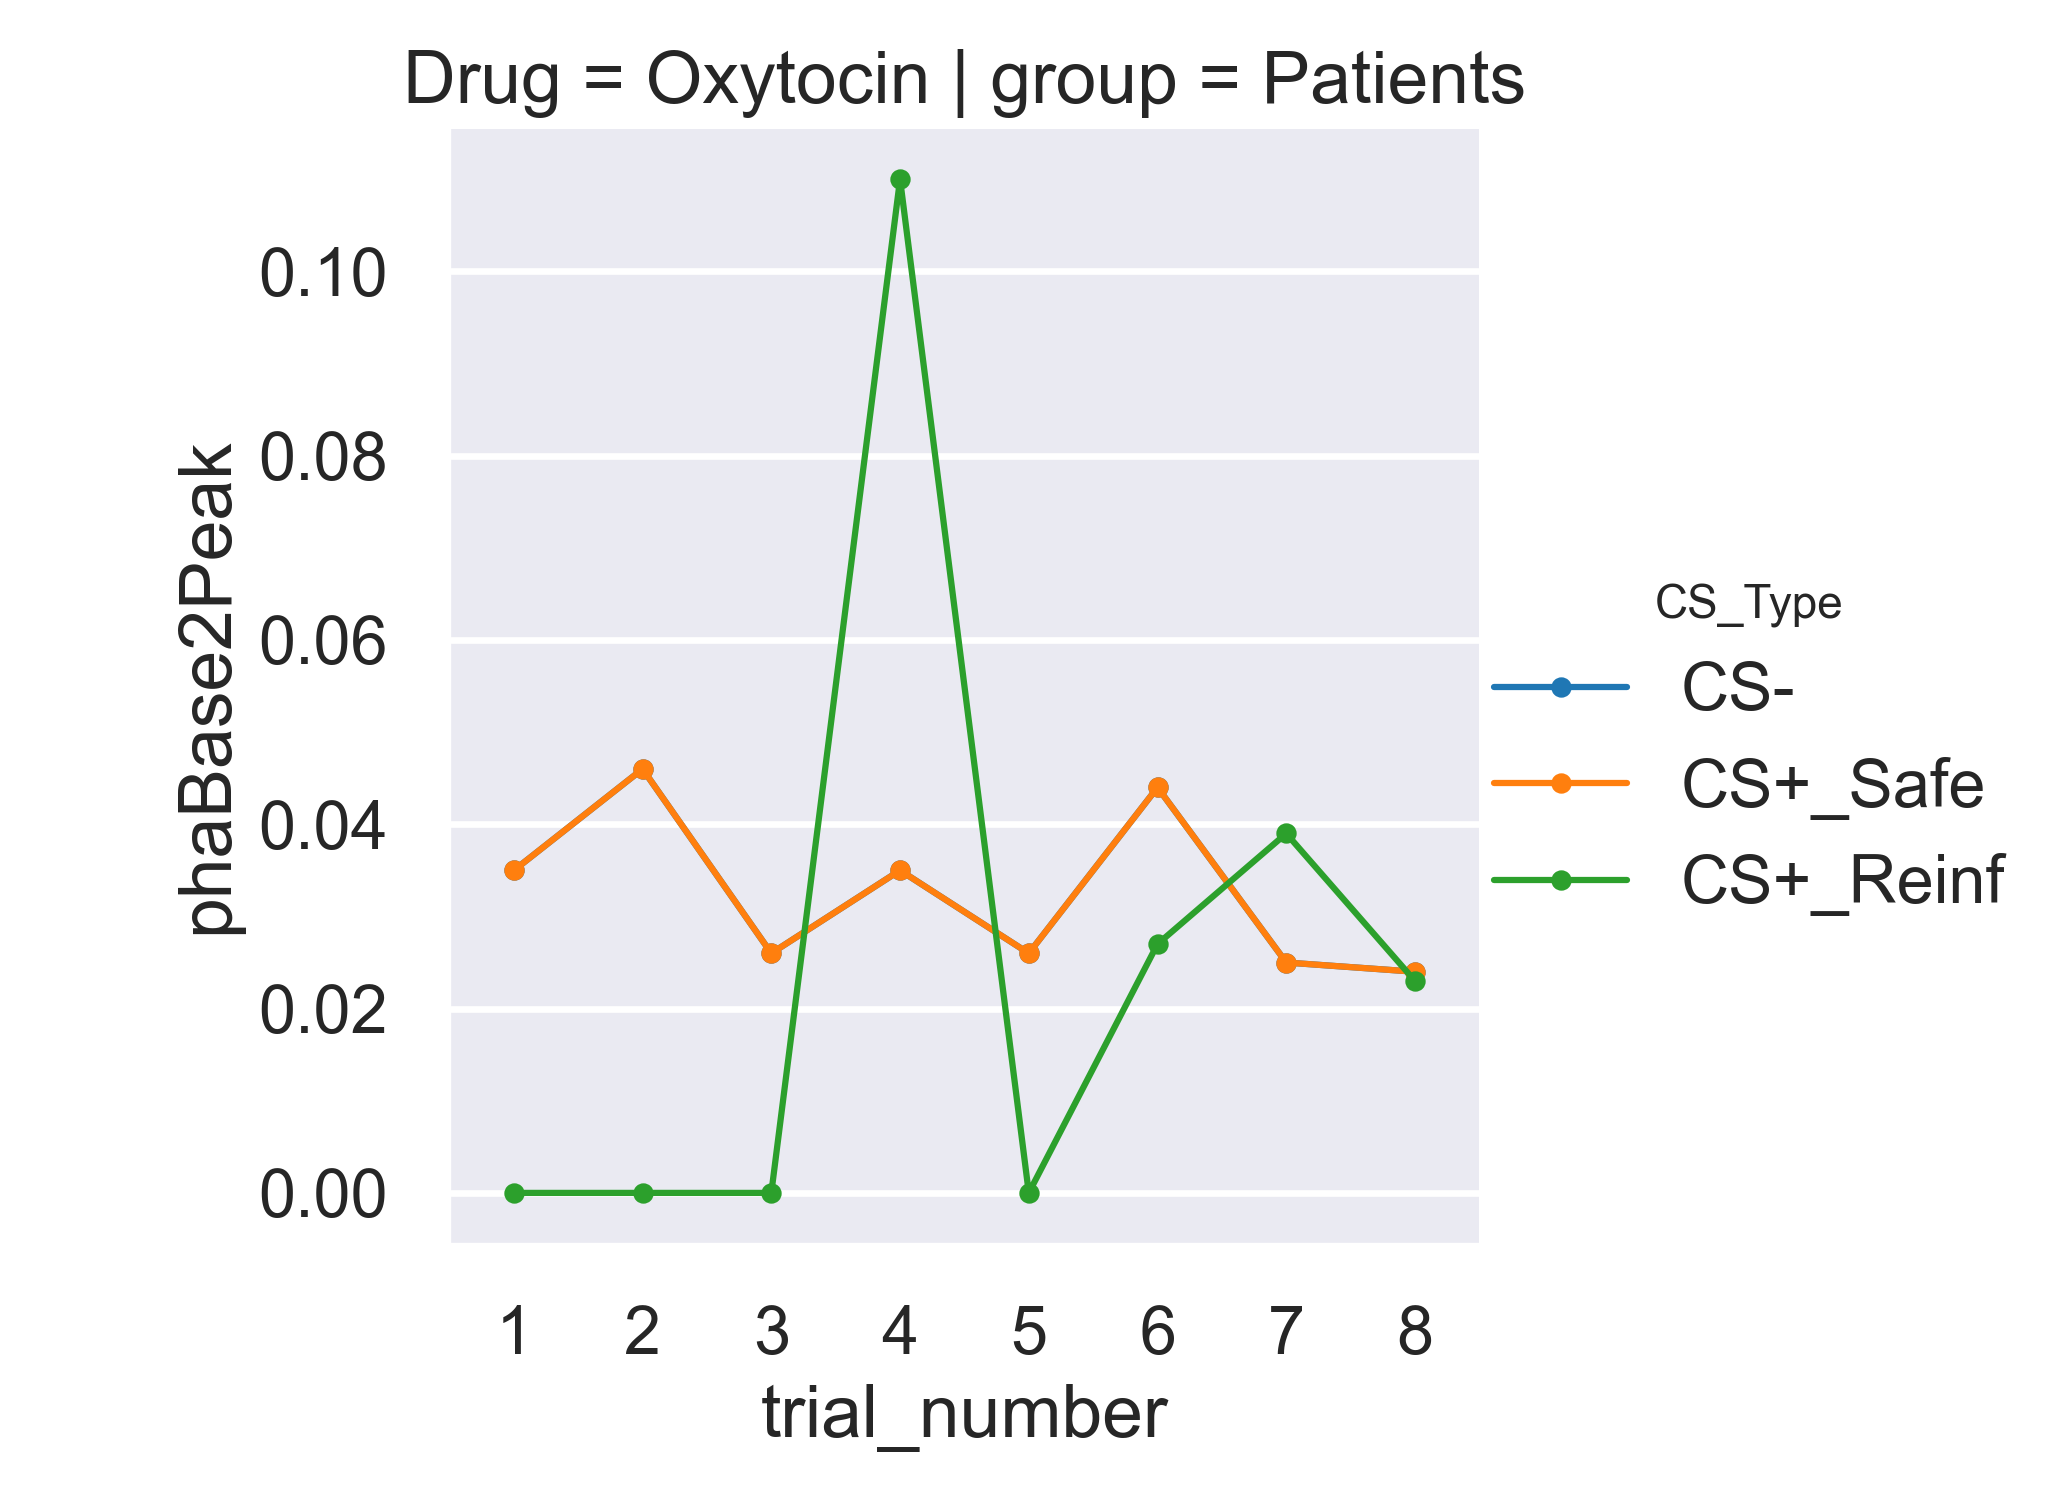 Drug = Oxytocin | group = Patients
phaBase2Peak
0.10
0.08
0.06
0.04
0.02
0.00
1 2 3 4 5 6 7 8
trial_number
CS_Type
CS-
CS+_Safe
CS+_Reinf